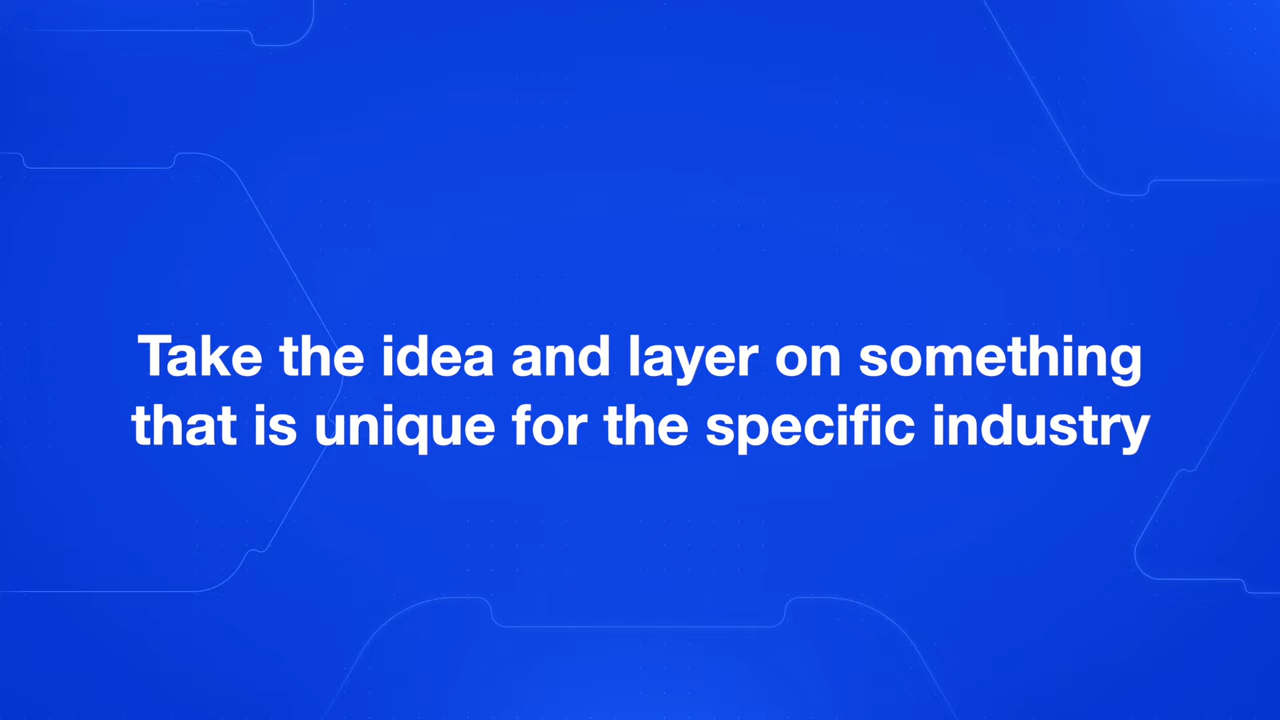 Take the idea and layer on something
that is unique for the specific industry